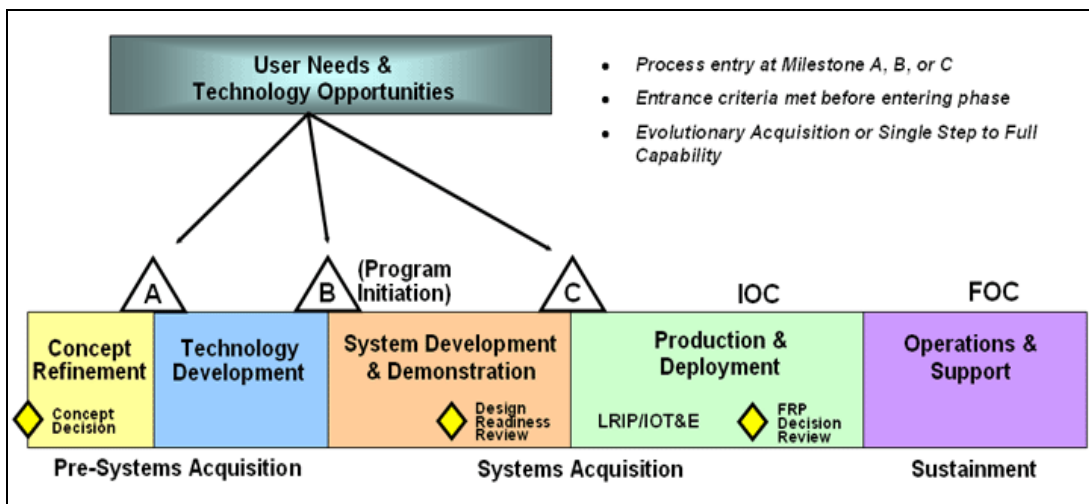 User Needs &
Technology Opportunities
• Process entry at Milestone A, B, or C
• Entrance criteria met before entering phase
• Evolutionary Acquisition or Single Step to Full
Capability
A
B
(Program
Initiation)
C
IOC
FOC
Concept
Refinement
Technology
Development
System Development
& Demonstration
Production &
Deployment
Operations &
Support
Concept
Decision
Design
Readiness
Review
LRIP/IOT&E
FRP
Decision
Review
Pre-Systems Acquisition
Systems Acquisition
Sustainment